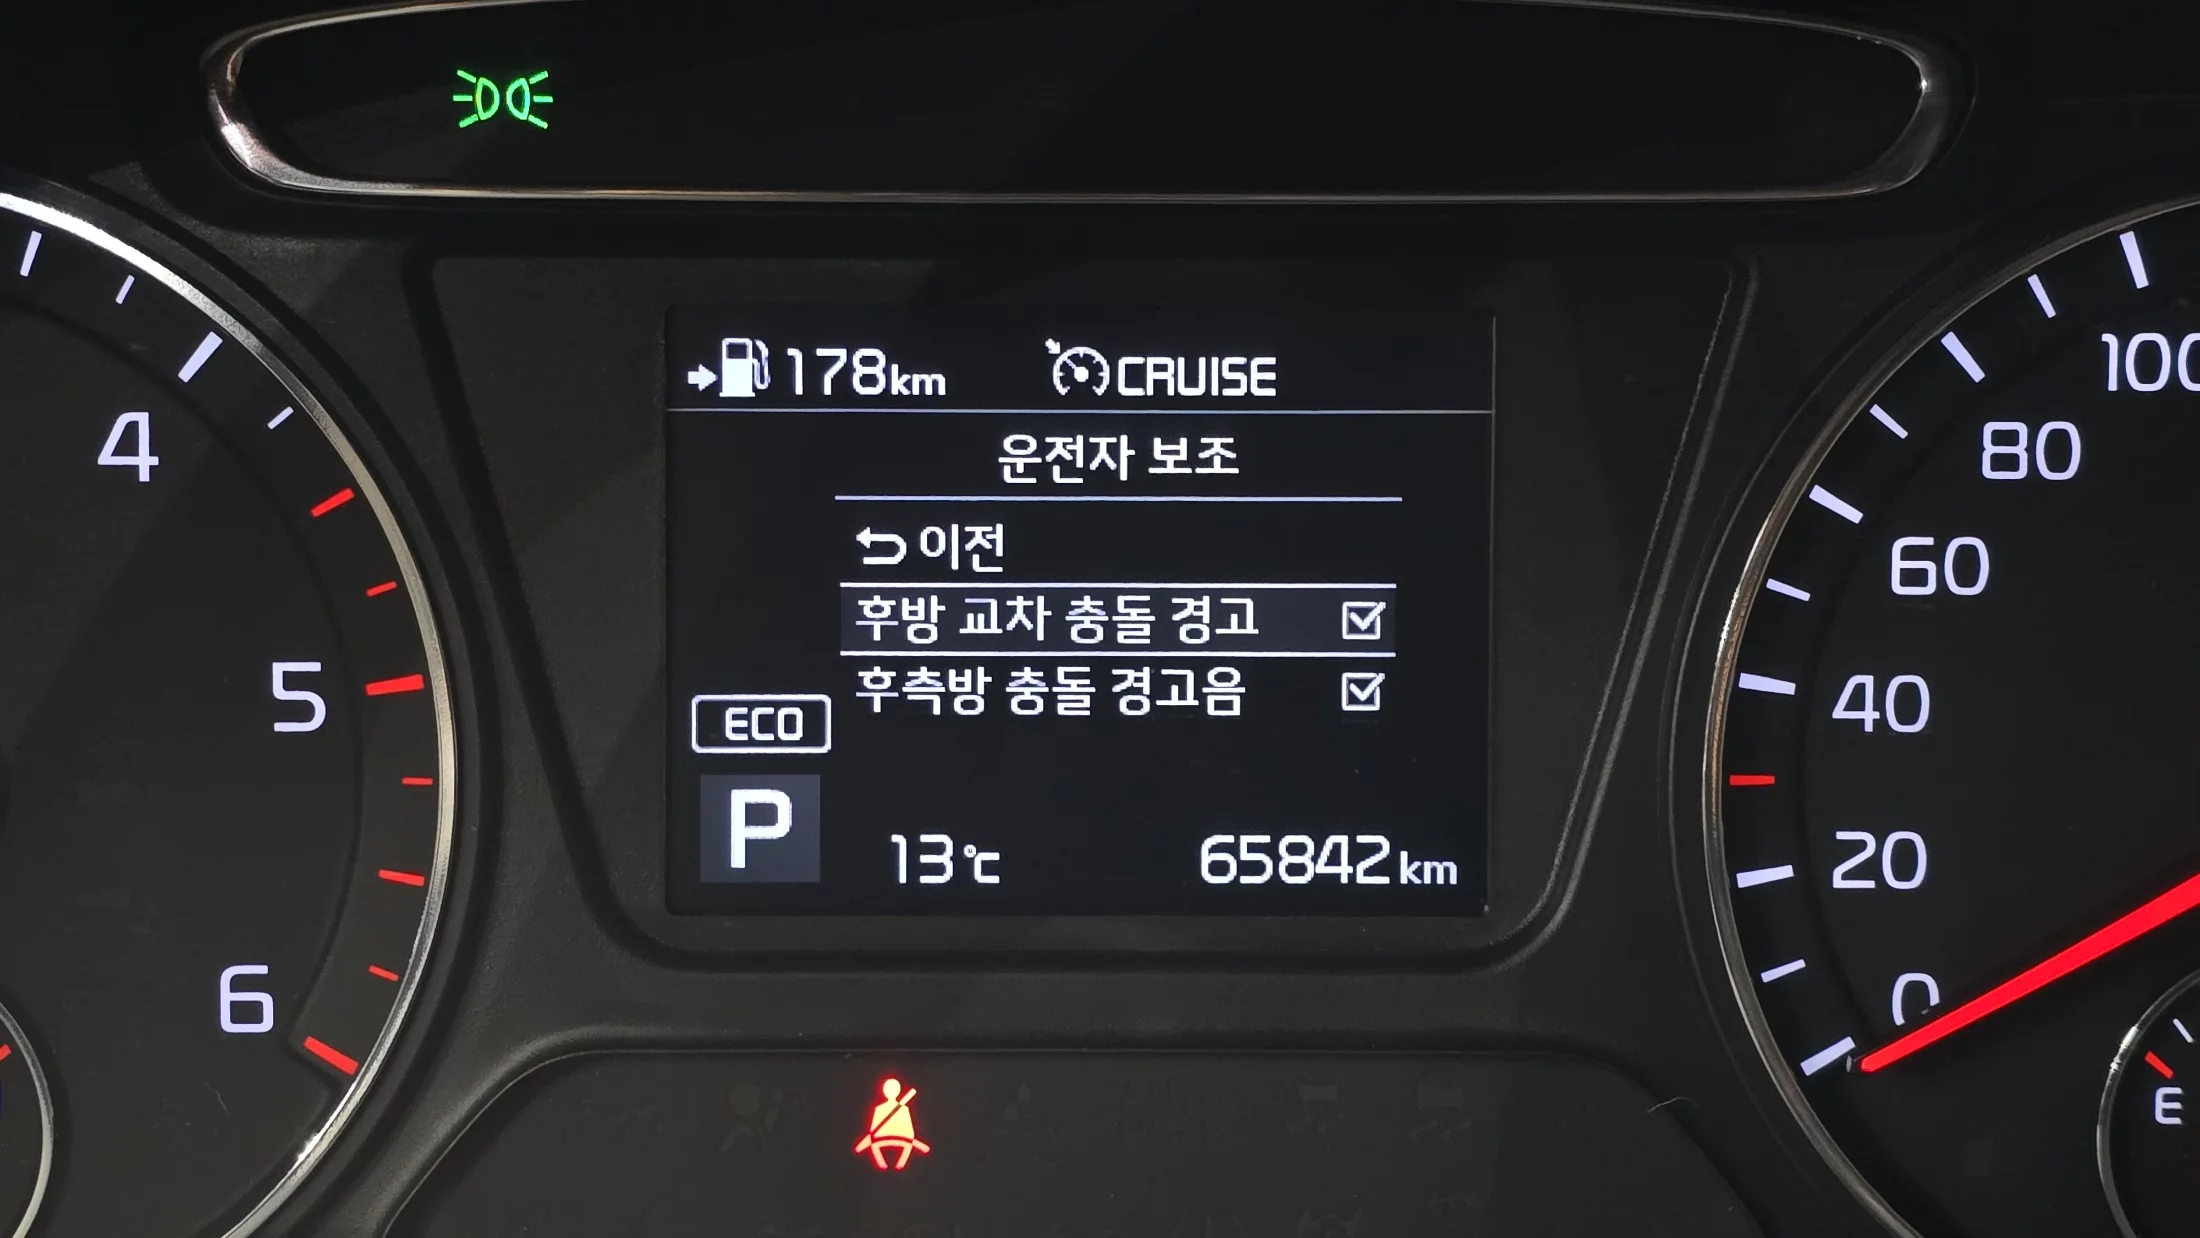 178km CRUISE
운전자 보조
이전
후방 교차 충돌 경고
후측방 충돌 경고음
ECO
P
13℃ 65842km
4
5
6
100
80
60
40
20
0
E